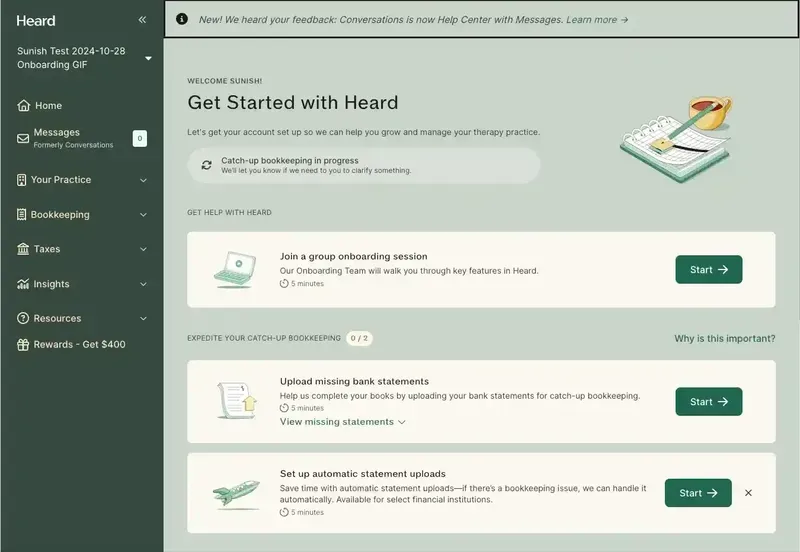 Heard
Sunish Test 2024-10-28
Onboarding GIF
Home
Messages
Formerly Conversations
0
Your Practice
Bookkeeping
Taxes
Insights
Resources
Rewards - Get $400
New! We heard your feedback: Conversations is now Help Center with Messages. Learn more →
WELCOME SUNISH!
Get Started with Heard
Let's get your account set up so we can help you grow and manage your therapy practice.
Catch-up bookkeeping in progress
We'll let you know if we need to you to clarify something.
GET HELP WITH HEARD
Join a group onboarding session
Our Onboarding Team will walk you through key features in Heard.
5 minutes
Start →
EXPEDITE YOUR CATCH-UP BOOKKEEPING 0 / 2
Why is this important?
Upload missing bank statements
Help us complete your books by uploading your bank statements for catch-up bookkeeping.
5 minutes
View missing statements
Start →
Set up automatic statement uploads
Save time with automatic statement uploads—if there's a bookkeeping issue, we can handle it
automatically. Available for select financial institutions.
5 minutes
Start →